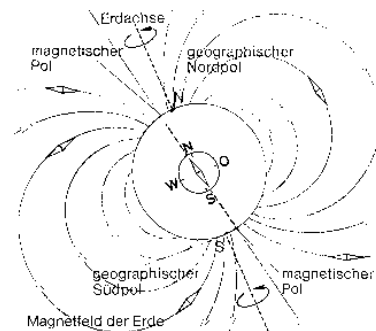 Erdachse
magnetischer
Pol
geographischer
Nordpol
N
N
O
W
S
S
geographischer
Südpol
magnetischer
Pol
Magnetfeld der Erde